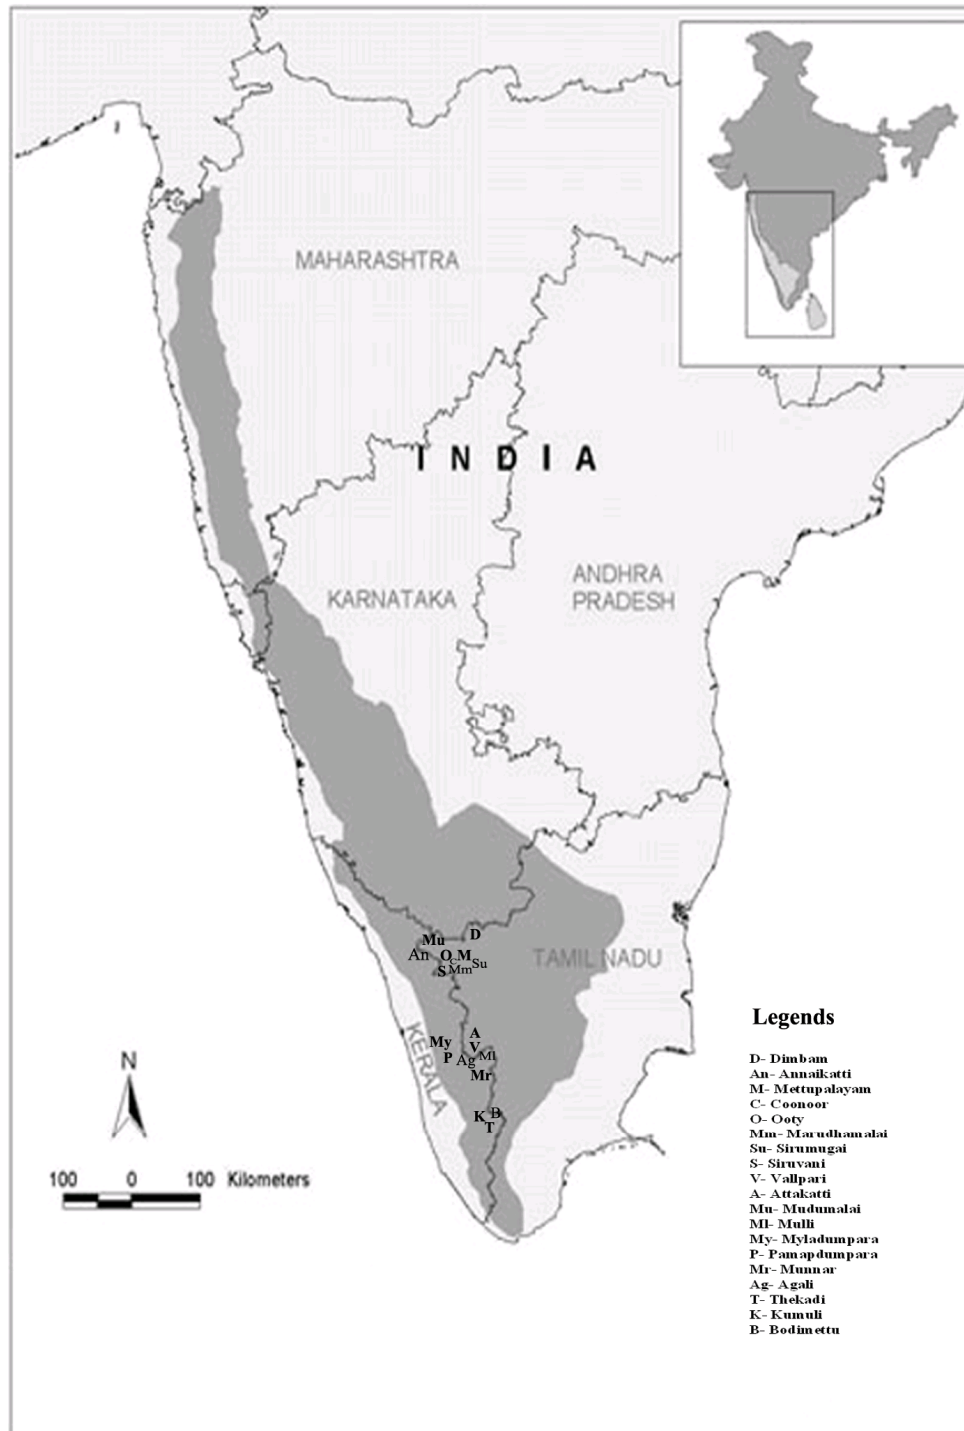 MAHARASHTRA
I N D I A
KARNATAKA
ANDHRA
PRADESH
Mu
D
An
O
C
M
Su
S
Mm
TAMIL NADU
KERALA
A
My
V
P
Ag
Ml
Mr
K
B
T
N
100 0 100 Kilometers
Legends
D- Dimbam
An- Annaikatti
M- Mettupalayam
C- Coonoor
O- Ooty
Mm- Marudhamalai
Su- Sirumugai
S- Siruvani
V- Vallpari
A- Attakatti
Mu- Mudumalai
Ml- Mulli
My- Myladumpara
P- Pamapdumpara
Mr- Munnar
Ag- Agali
T- Thekadi
K- Kumuli
B- Bodimettu